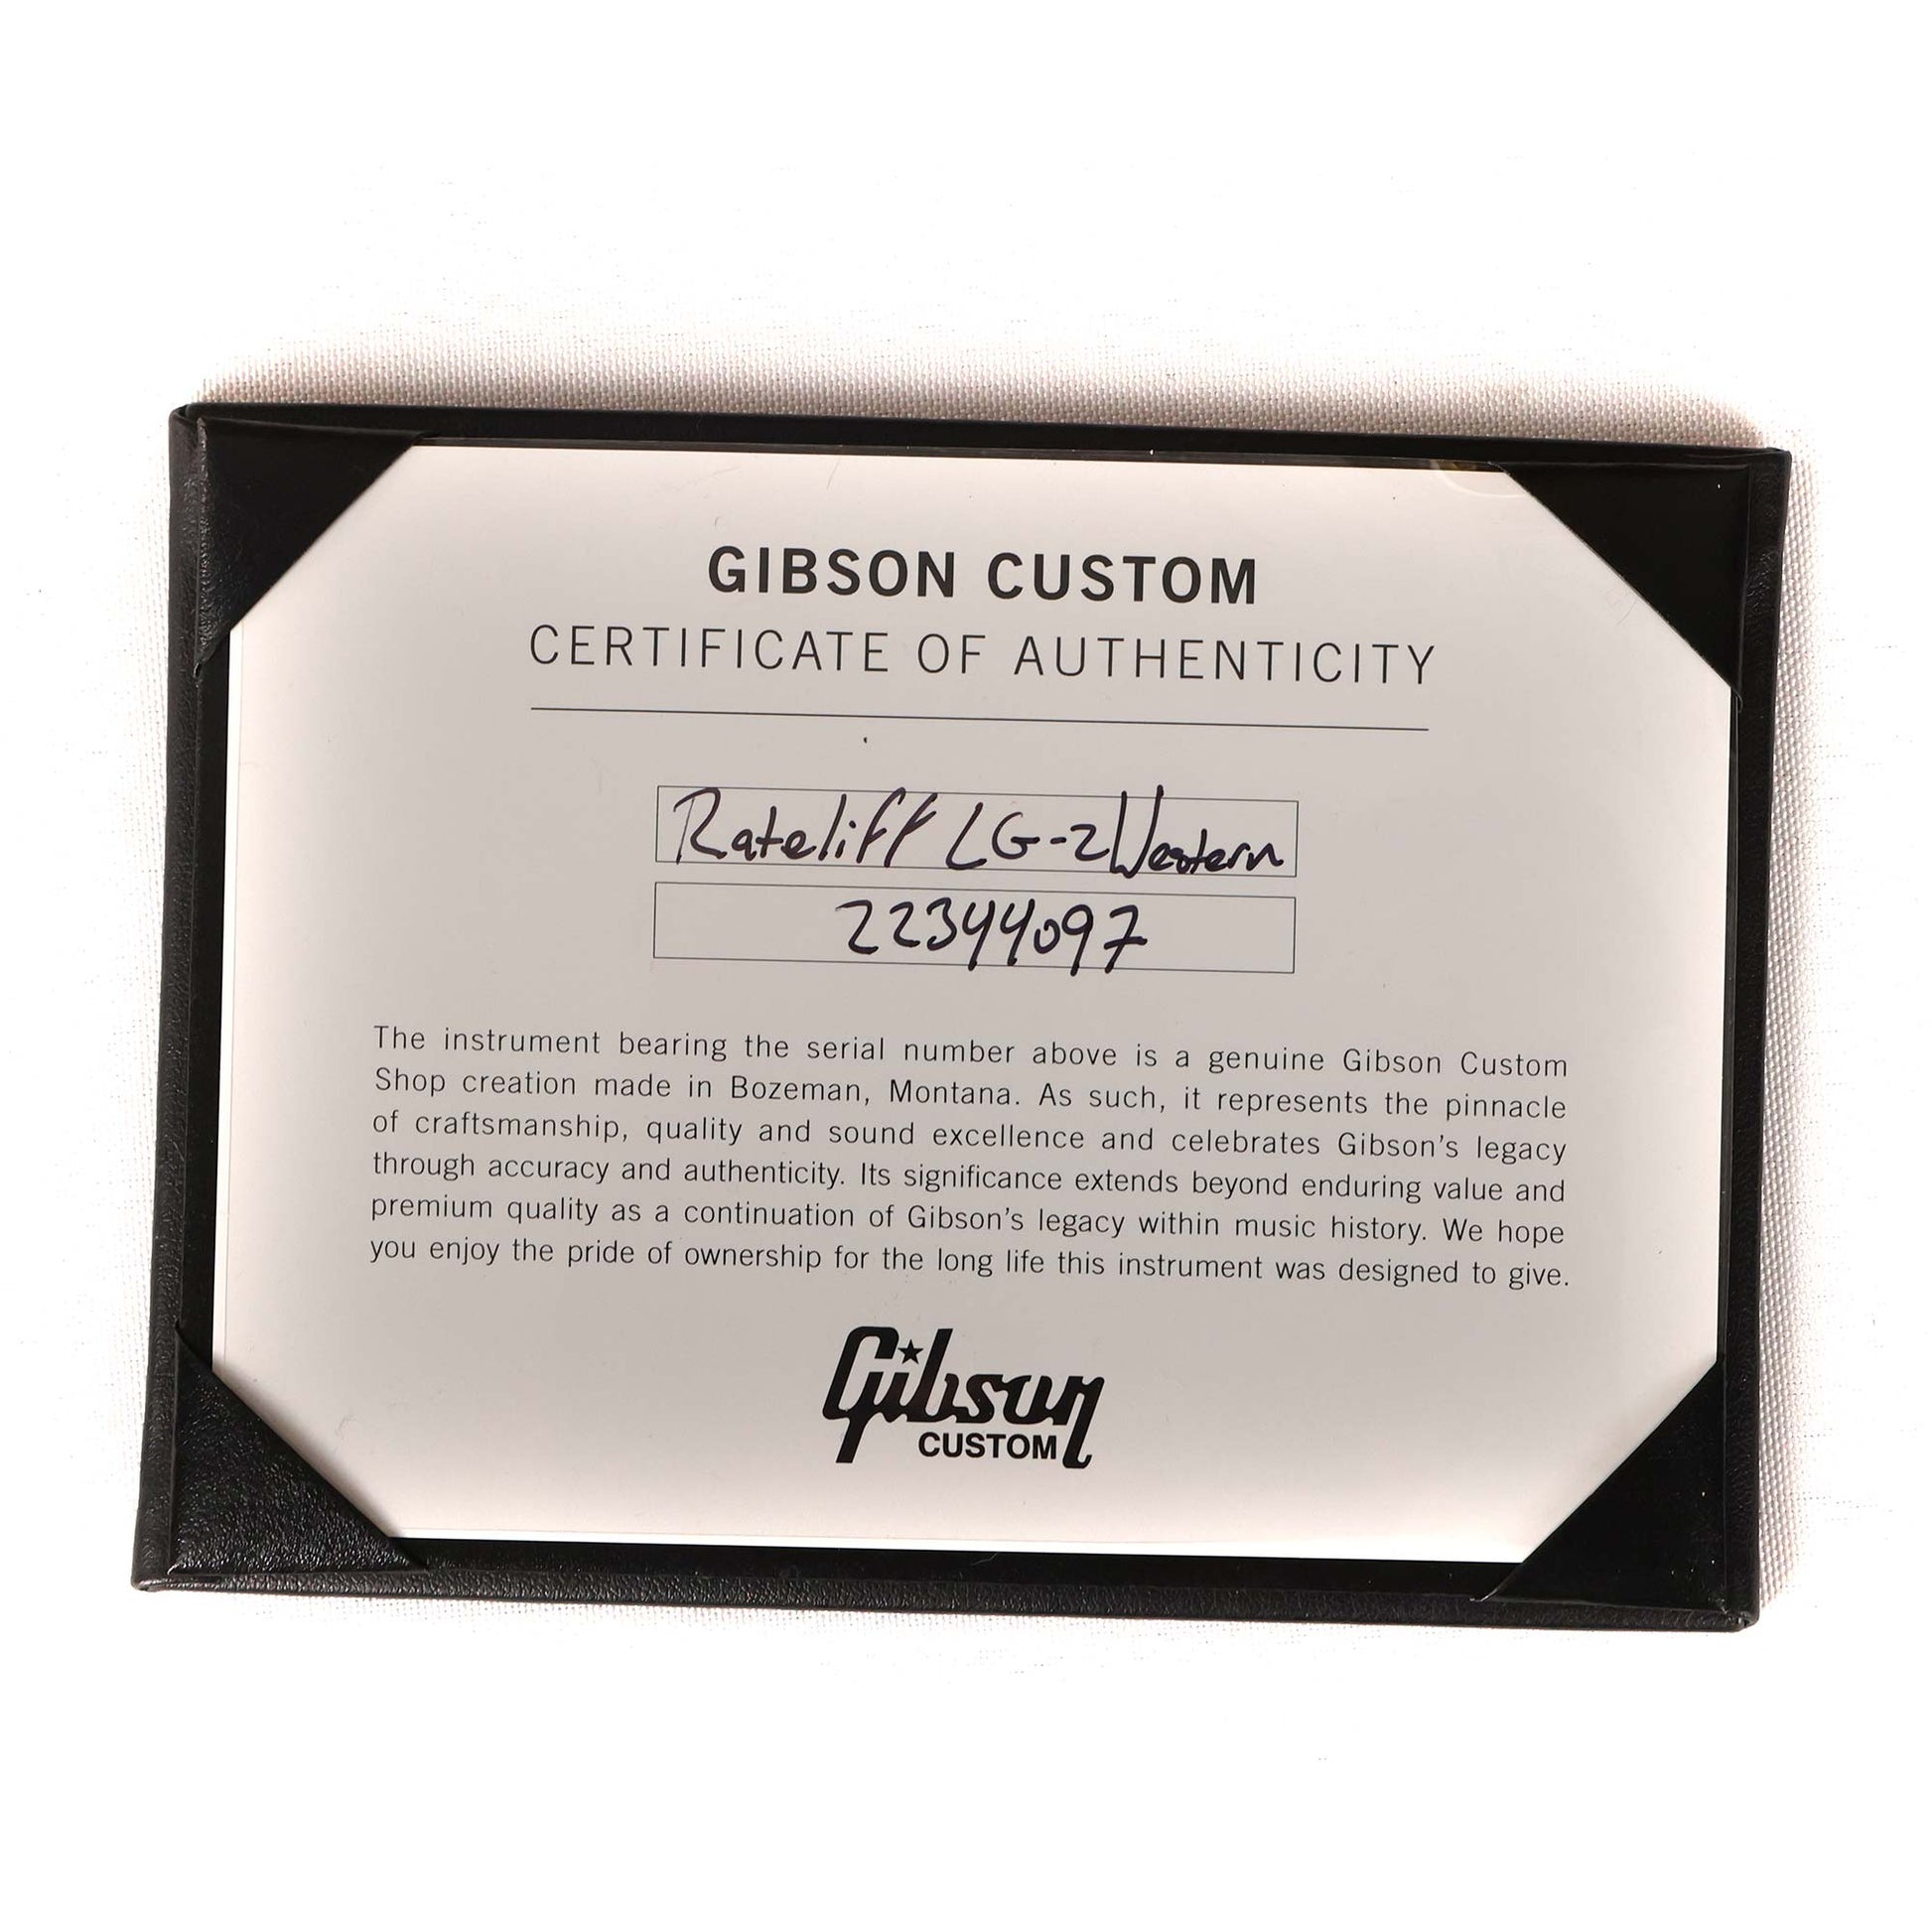 GIBSON CUSTOM
CERTIFICATE OF AUTHENTICITY
Rateliff LG-2 Western
22344097
The instrument bearing the serial number above is a genuine Gibson Custom
Shop creation made in Bozeman, Montana. As such, it represents the pinnacle
of craftsmanship, quality and sound excellence and celebrates Gibson's legacy
through accuracy and authenticity. Its significance extends beyond enduring value and
premium quality as a continuation of Gibson's legacy within music history. We hope
you enjoy the pride of ownership for the long life this instrument was designed to give.
Gibson
CUSTOM